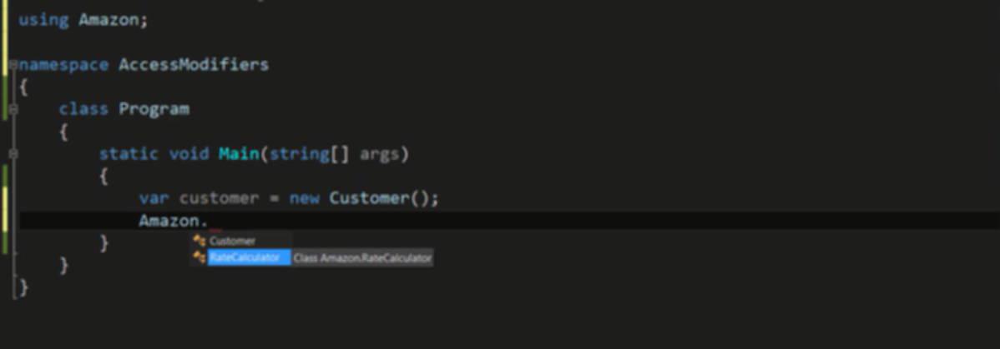 using Amazon;
namespace AccessModifiers
{
class Program
{
static void Main(string[] args)
{
var customer = new Customer();
Amazon.
Customer
RateCalculator Class Amazon.RateCalculator
}
}
}